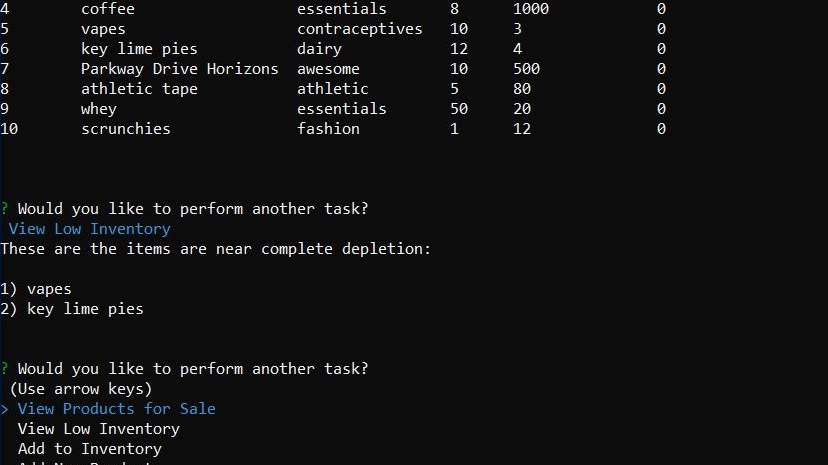 4 coffee essentials 8 1000 0
5 vapes contraceptives 10 3 0
6 key lime pies dairy 12 4 0
7 Parkway Drive Horizons awesome 10 500 0
8 athletic tape athletic 5 80 0
9 whey essentials 50 20 0
10 scrunchies fashion 1 12 0
? Would you like to perform another task?
View Low Inventory
These are the items are near complete depletion:
1) vapes
2) key lime pies
? Would you like to perform another task?
(Use arrow keys)
> View Products for Sale
View Low Inventory
Add to Inventory
Add New Product